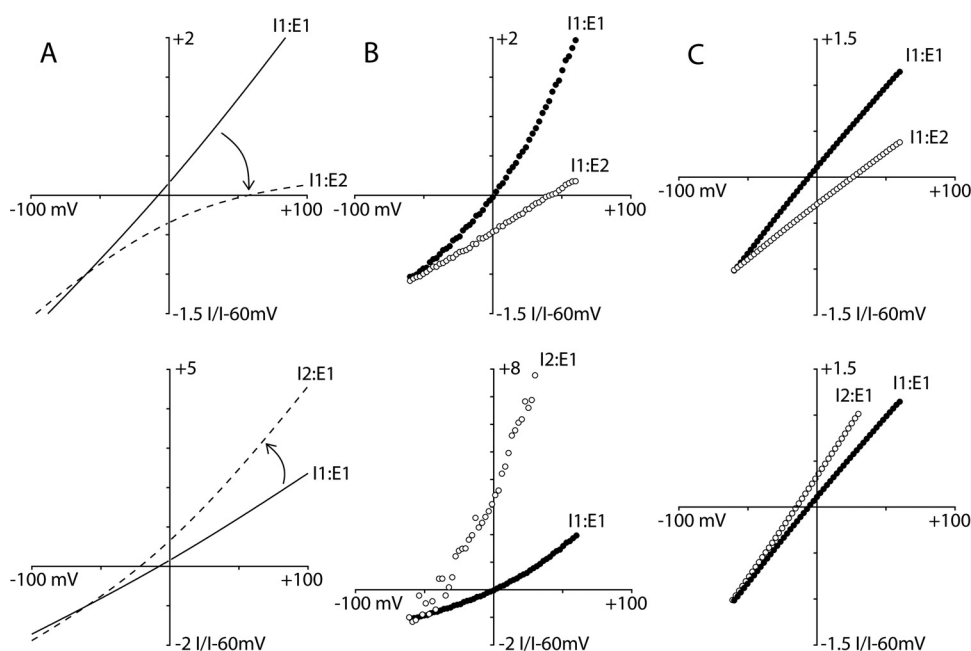 A
+2
I1:E1
I1:E2
-100 mV
+100
-1.5 I/I-60mV
B
+2
I1:E1
I1:E2
-100 mV
+100
-1.5 I/I-60mV
C
+1.5
I1:E1
I1:E2
-100 mV
+100
-1.5 I/I-60mV
+5
I2:E1
I1:E1
-100 mV
+100
-2 I/I-60mV
+8
I2:E1
I1:E1
-100 mV
+100
-2 I/I-60mV
+1.5
I2:E1
I1:E1
-100 mV
+100
-1.5 I/I-60mV